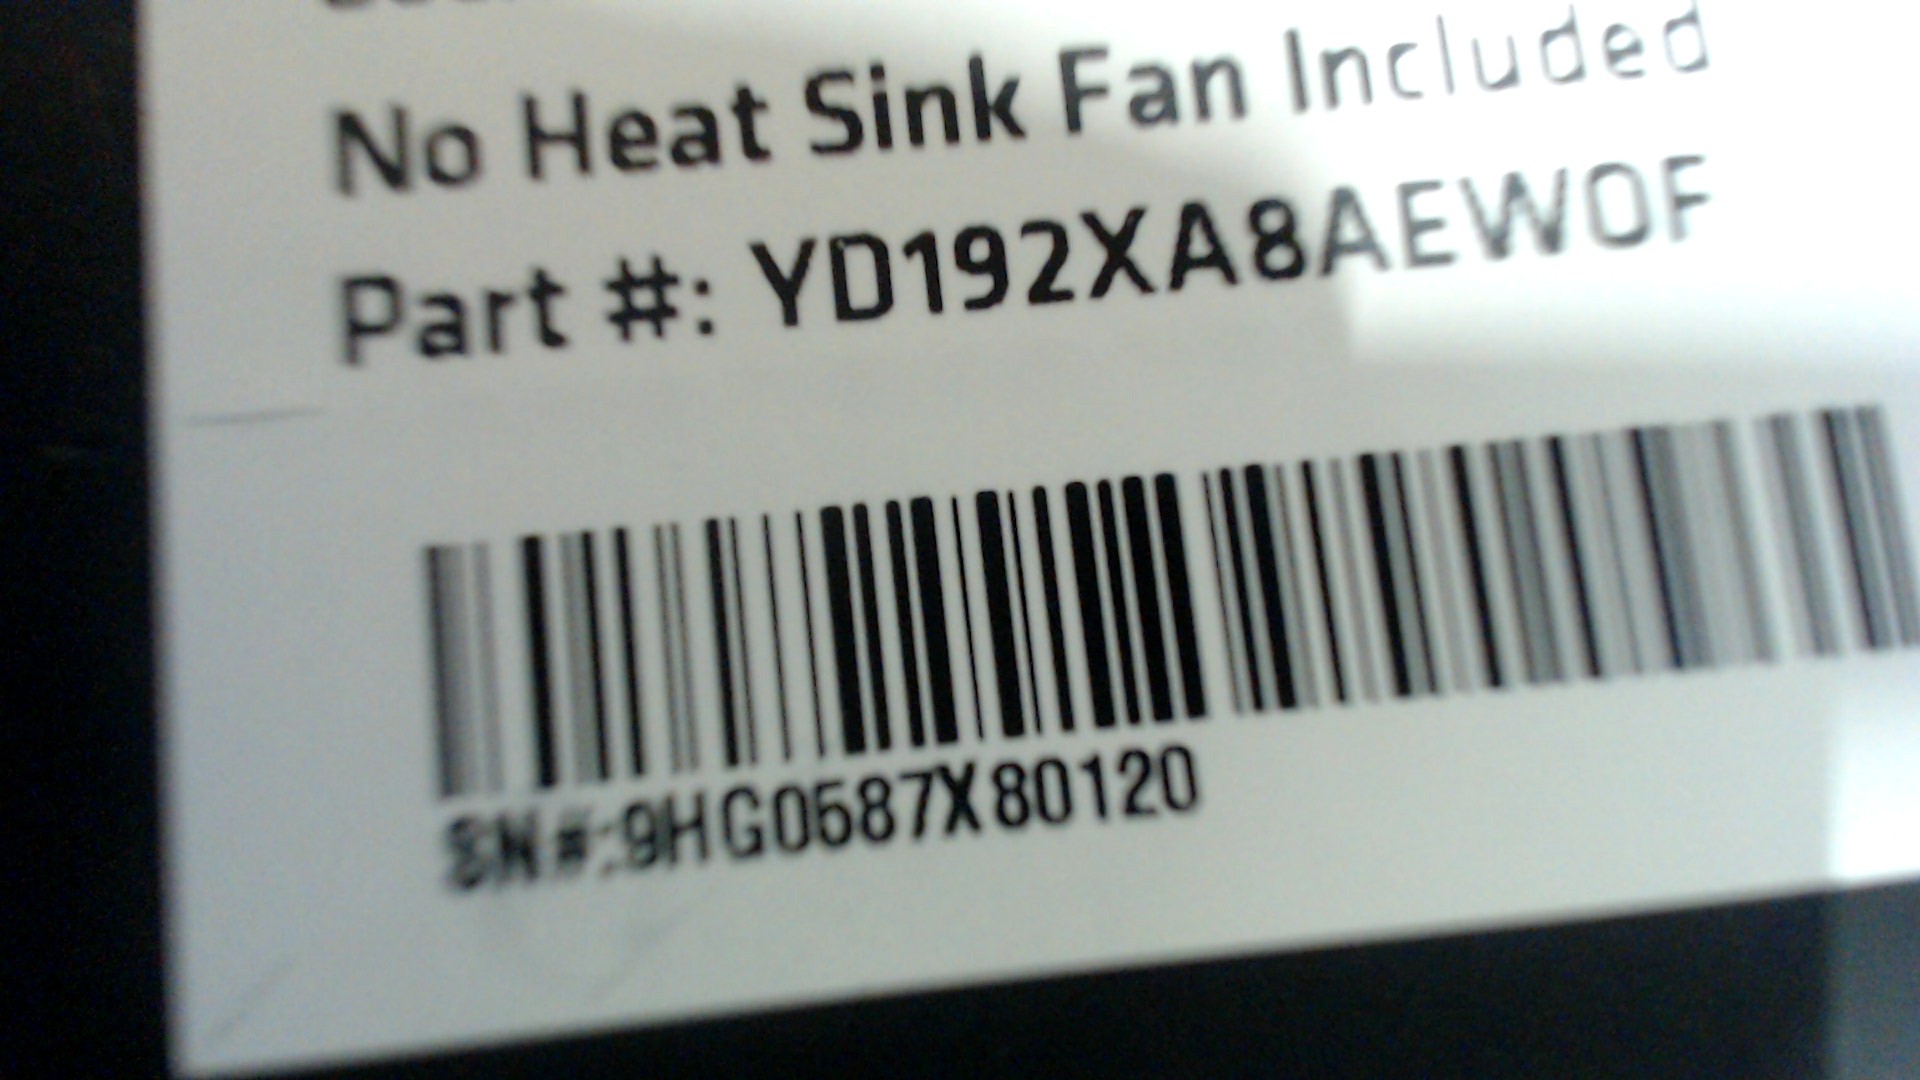 No Heat Sink Fan Included
Part #: YD192XA8AEWOF
SN#:9HG0587X80120